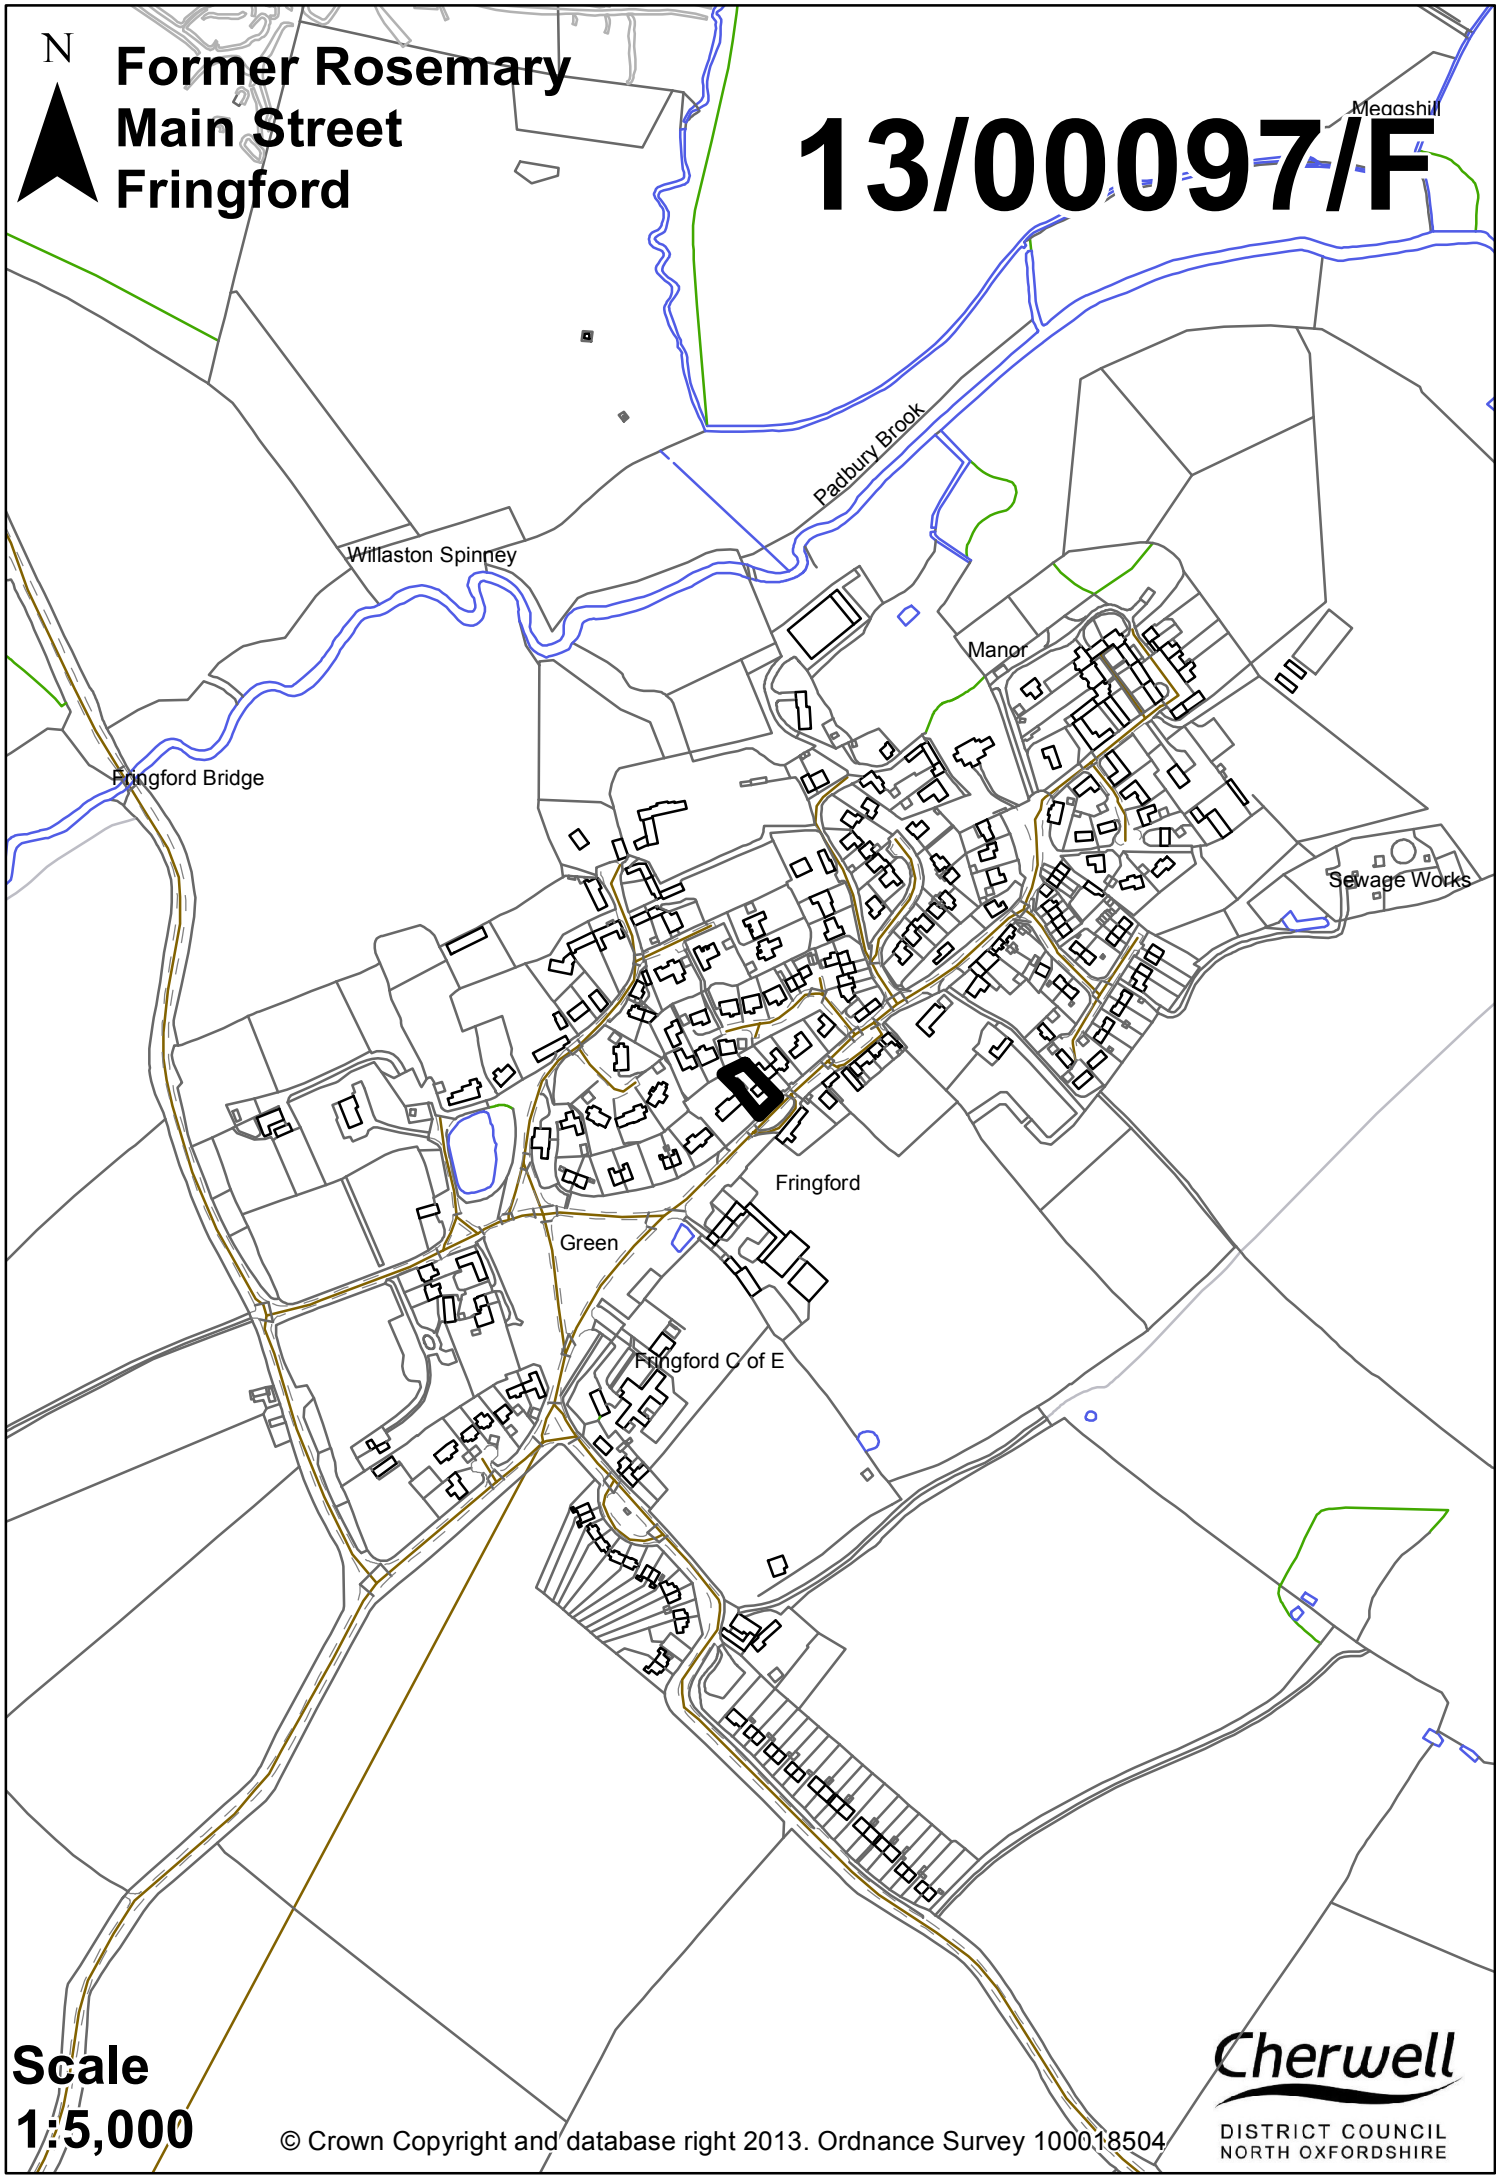 N
Former Rosemary
Main Street
Fringford
13/00097/F
Meggshill
Padbury Brook
Willaston Spinney
Manor
Fringford Bridge
Sewage Works
Fringford
Green
Fringford C of E
Scale
1:5,000
© Crown Copyright and database right 2013. Ordnance Survey 100018504
Cherwell
DISTRICT COUNCIL
NORTH OXFORDSHIRE